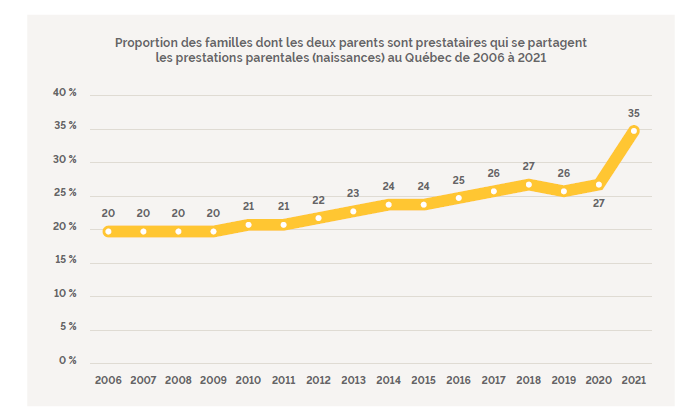 Proportion des familles dont les deux parents sont prestataires qui se partagent
les prestations parentales (naissances) au Québec de 2006 à 2021
40 %
35 %
30 %
25 %
20 %
15 %
10 %
5 %
0 %
20 20 20 20 21 21 22 23 24 24 25 26 27 26 27 35
2006 2007 2008 2009 2010 2011 2012 2013 2014 2015 2016 2017 2018 2019 2020 2021